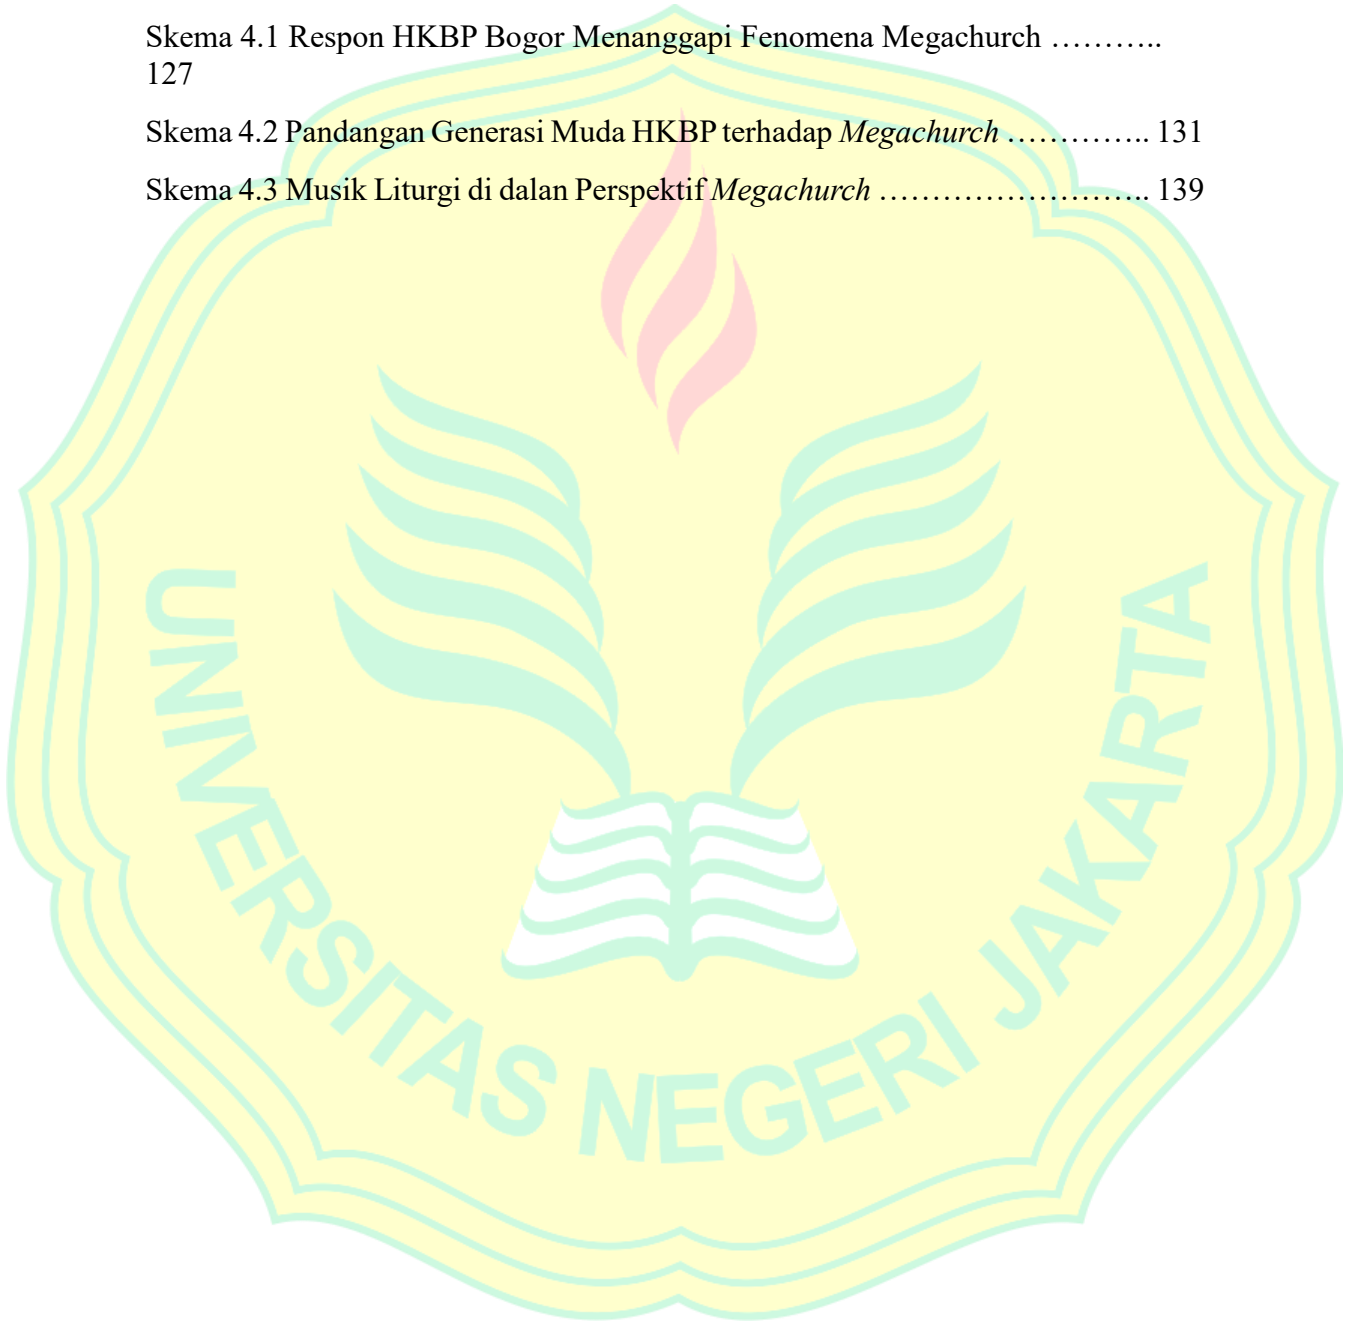 Skema 4.1 Respon HKBP Bogor Menanggapi Fenomena Megachurch ………..
127
Skema 4.2 Pandangan Generasi Muda HKBP terhadap Megachurch ………….. 131
Skema 4.3 Musik Liturgi di dalan Perspektif Megachurch …………………….. 139
UNIVERSITAS NEGERI JAKARTA